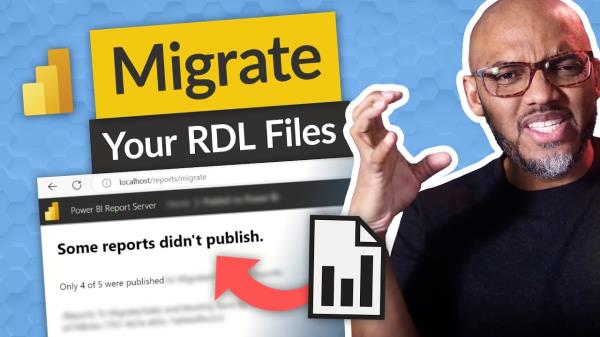 Migrate
Your RDL Files
localhost/reports/migrate
Power BI Report Server
Some reports didn't publish.
Only 4 of 5 were published